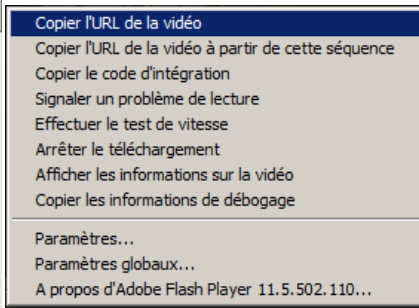 Copier l'URL de la vidéo
Copier l'URL de la vidéo à partir de cette séquence
Copier le code d'intégration
Signaler un problème de lecture
Effectuer le test de vitesse
Arrêter le téléchargement
Afficher les informations sur la vidéo
Copier les informations de débogage
Paramètres...
Paramètres globaux...
A propos d'Adobe Flash Player 11.5.502.110...